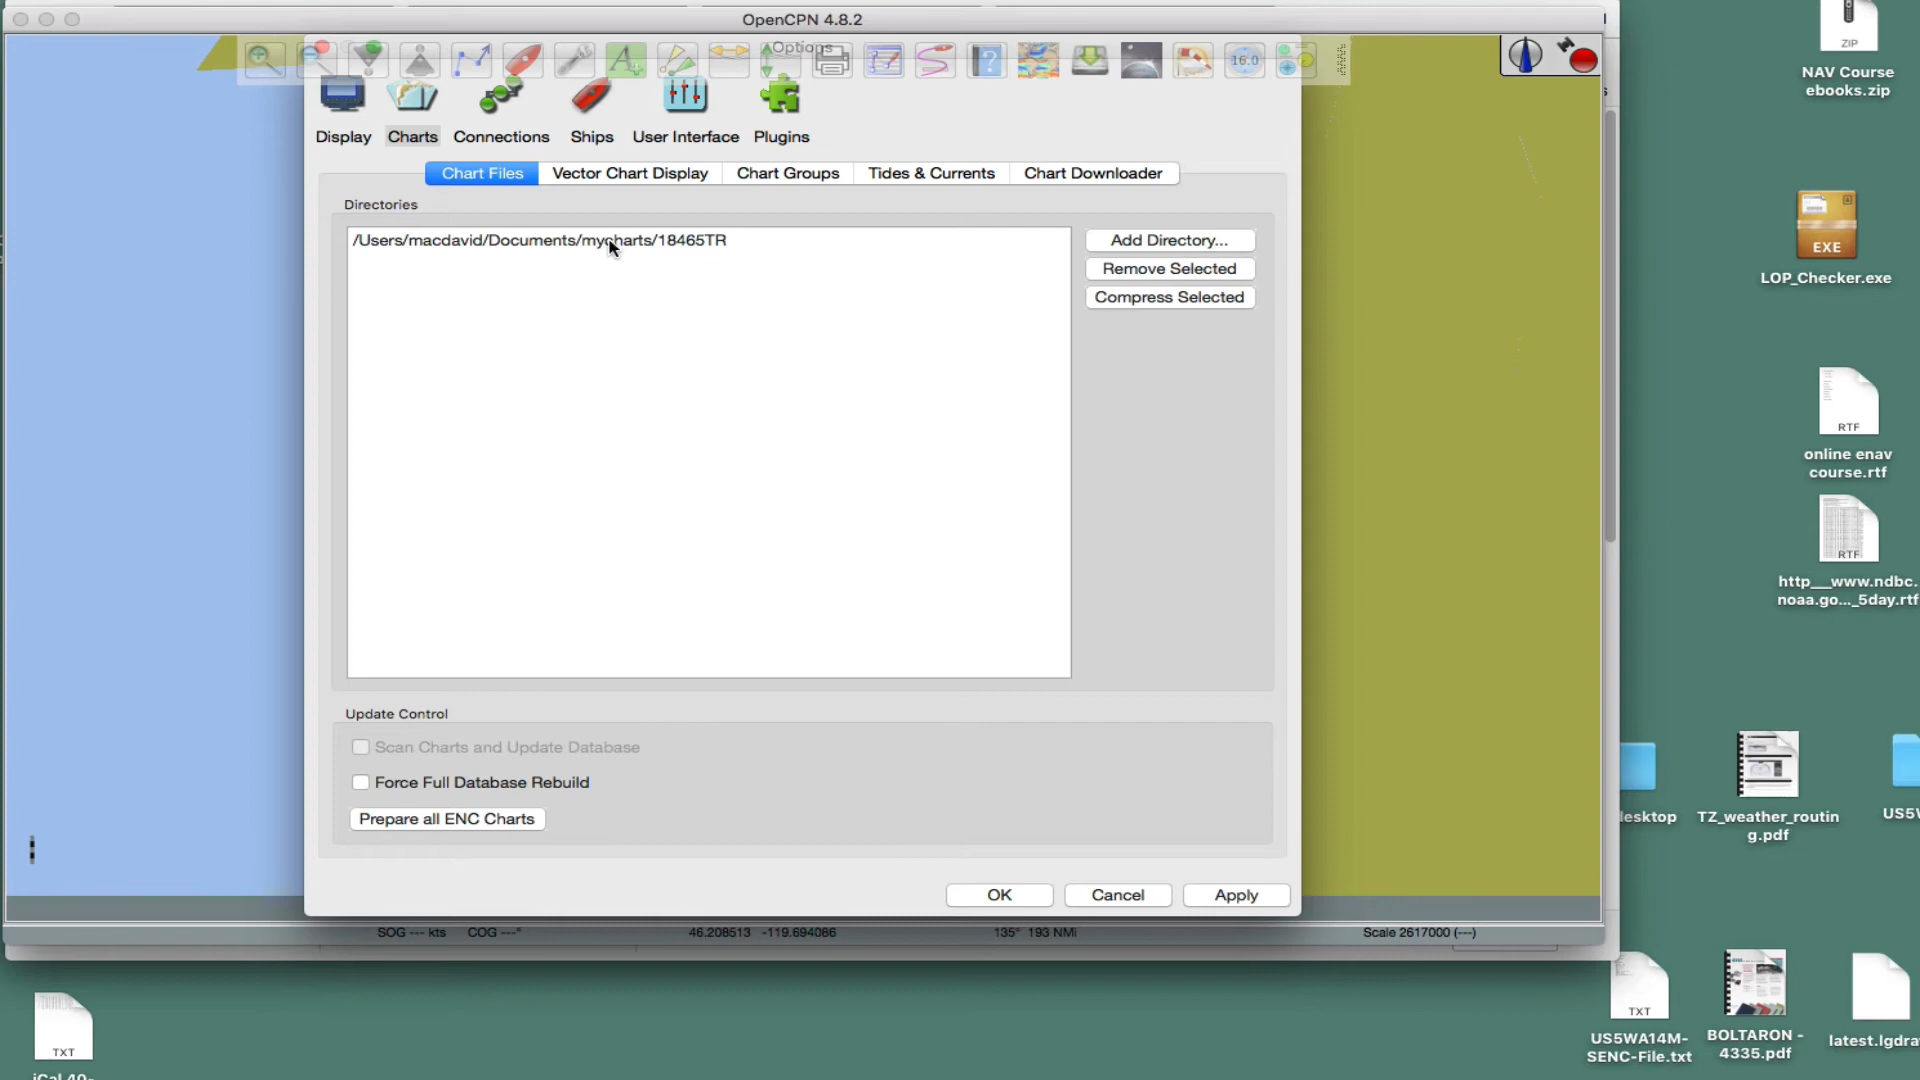 OpenCPN 4.8.2
Options
16.0
Display
Charts
Connections
Ships
User Interface
Plugins
Chart Files
Vector Chart Display
Chart Groups
Tides & Currents
Chart Downloader
Directories
/Users/macdavid/Documents/mycharts/18465TR
Add Directory...
Remove Selected
Compress Selected
Update Control
Scan Charts and Update Database
Force Full Database Rebuild
Prepare all ENC Charts
OK
Cancel
Apply
SOG --- kts
COG ---°
46.208513 -119.694086
135° 193 NMi
Scale 2617000 (---)
ZIP
NAV Course
ebooks.zip
EXE
LOP_Checker.exe
RTF
online enav
course.rtf
RTF
http___www.ndbc.
noaa.go..._5day.rtf
esktop
TZ_weather_routin
g.pdf
US5W
TXT
US5WA14M-
SENC-File.txt
BOLTARON -
4335.pdf
latest.lgdra
TXT
iCal 40-